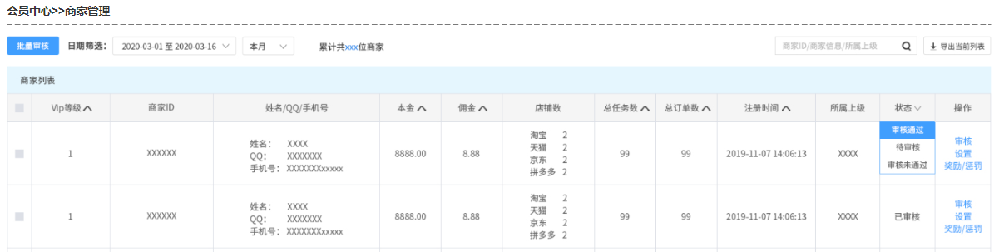 会员中心>>商家管理
批量审核 日期筛选： 2020-03-01 至 2020-03-16 本月 累计共xxx位商家 商家ID/商家信息/所属上级 导出当前列表
商家列表
Vip等级 商家ID 姓名/QQ/手机号 本金 佣金 店铺数 总任务数 总订单数 注册时间 所属上级 状态 操作
1 XXXXXX 姓名： XXXX 8888.00 8.88 淘宝 2 99 99 2019-11-07 14:06:13 XXXX 审核通过 审核
QQ： XXXXXXX 天猫 2 待审核 设置
手机号： XXXXXXXxxxxx 京东 2 审核未通过 奖励/惩罚
拼多多 2
1 XXXXXX 姓名： XXXX 8888.00 8.88 淘宝 2 99 99 2019-11-07 14:06:13 XXXX 已审核 审核
QQ： XXXXXXX 天猫 2 设置
手机号： XXXXXXXxxxxx 京东 2 奖励/惩罚
拼多多 2